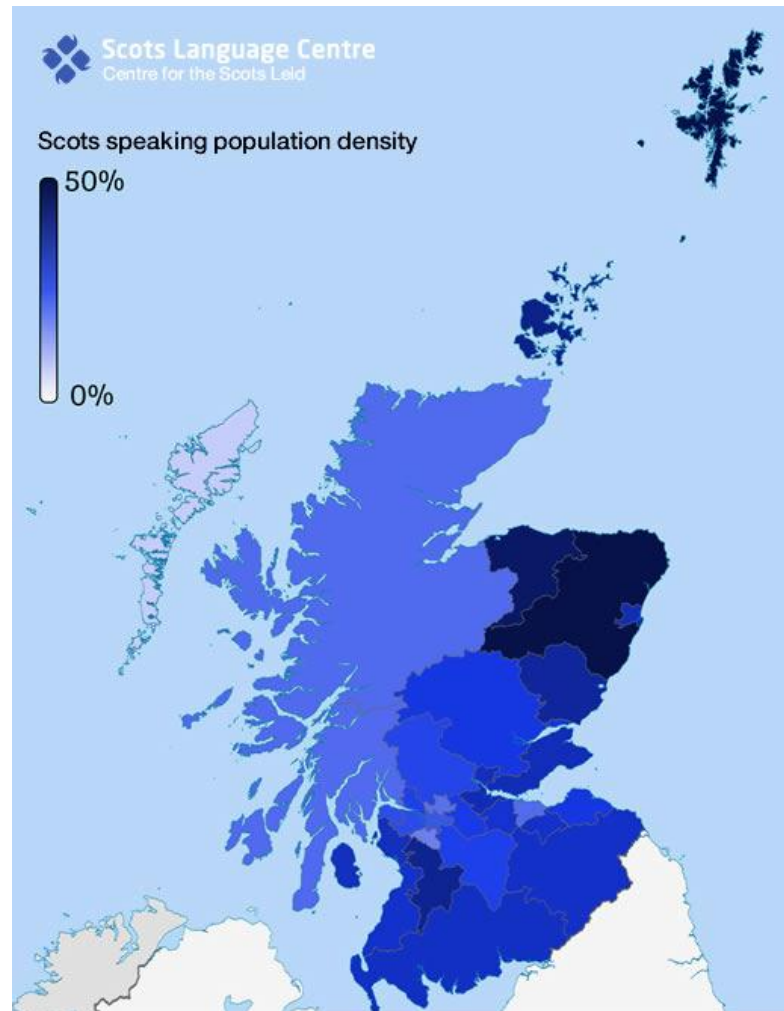 Scots Language Centre
Centre for the Scots Leid
Scots speaking population density
50%
0%